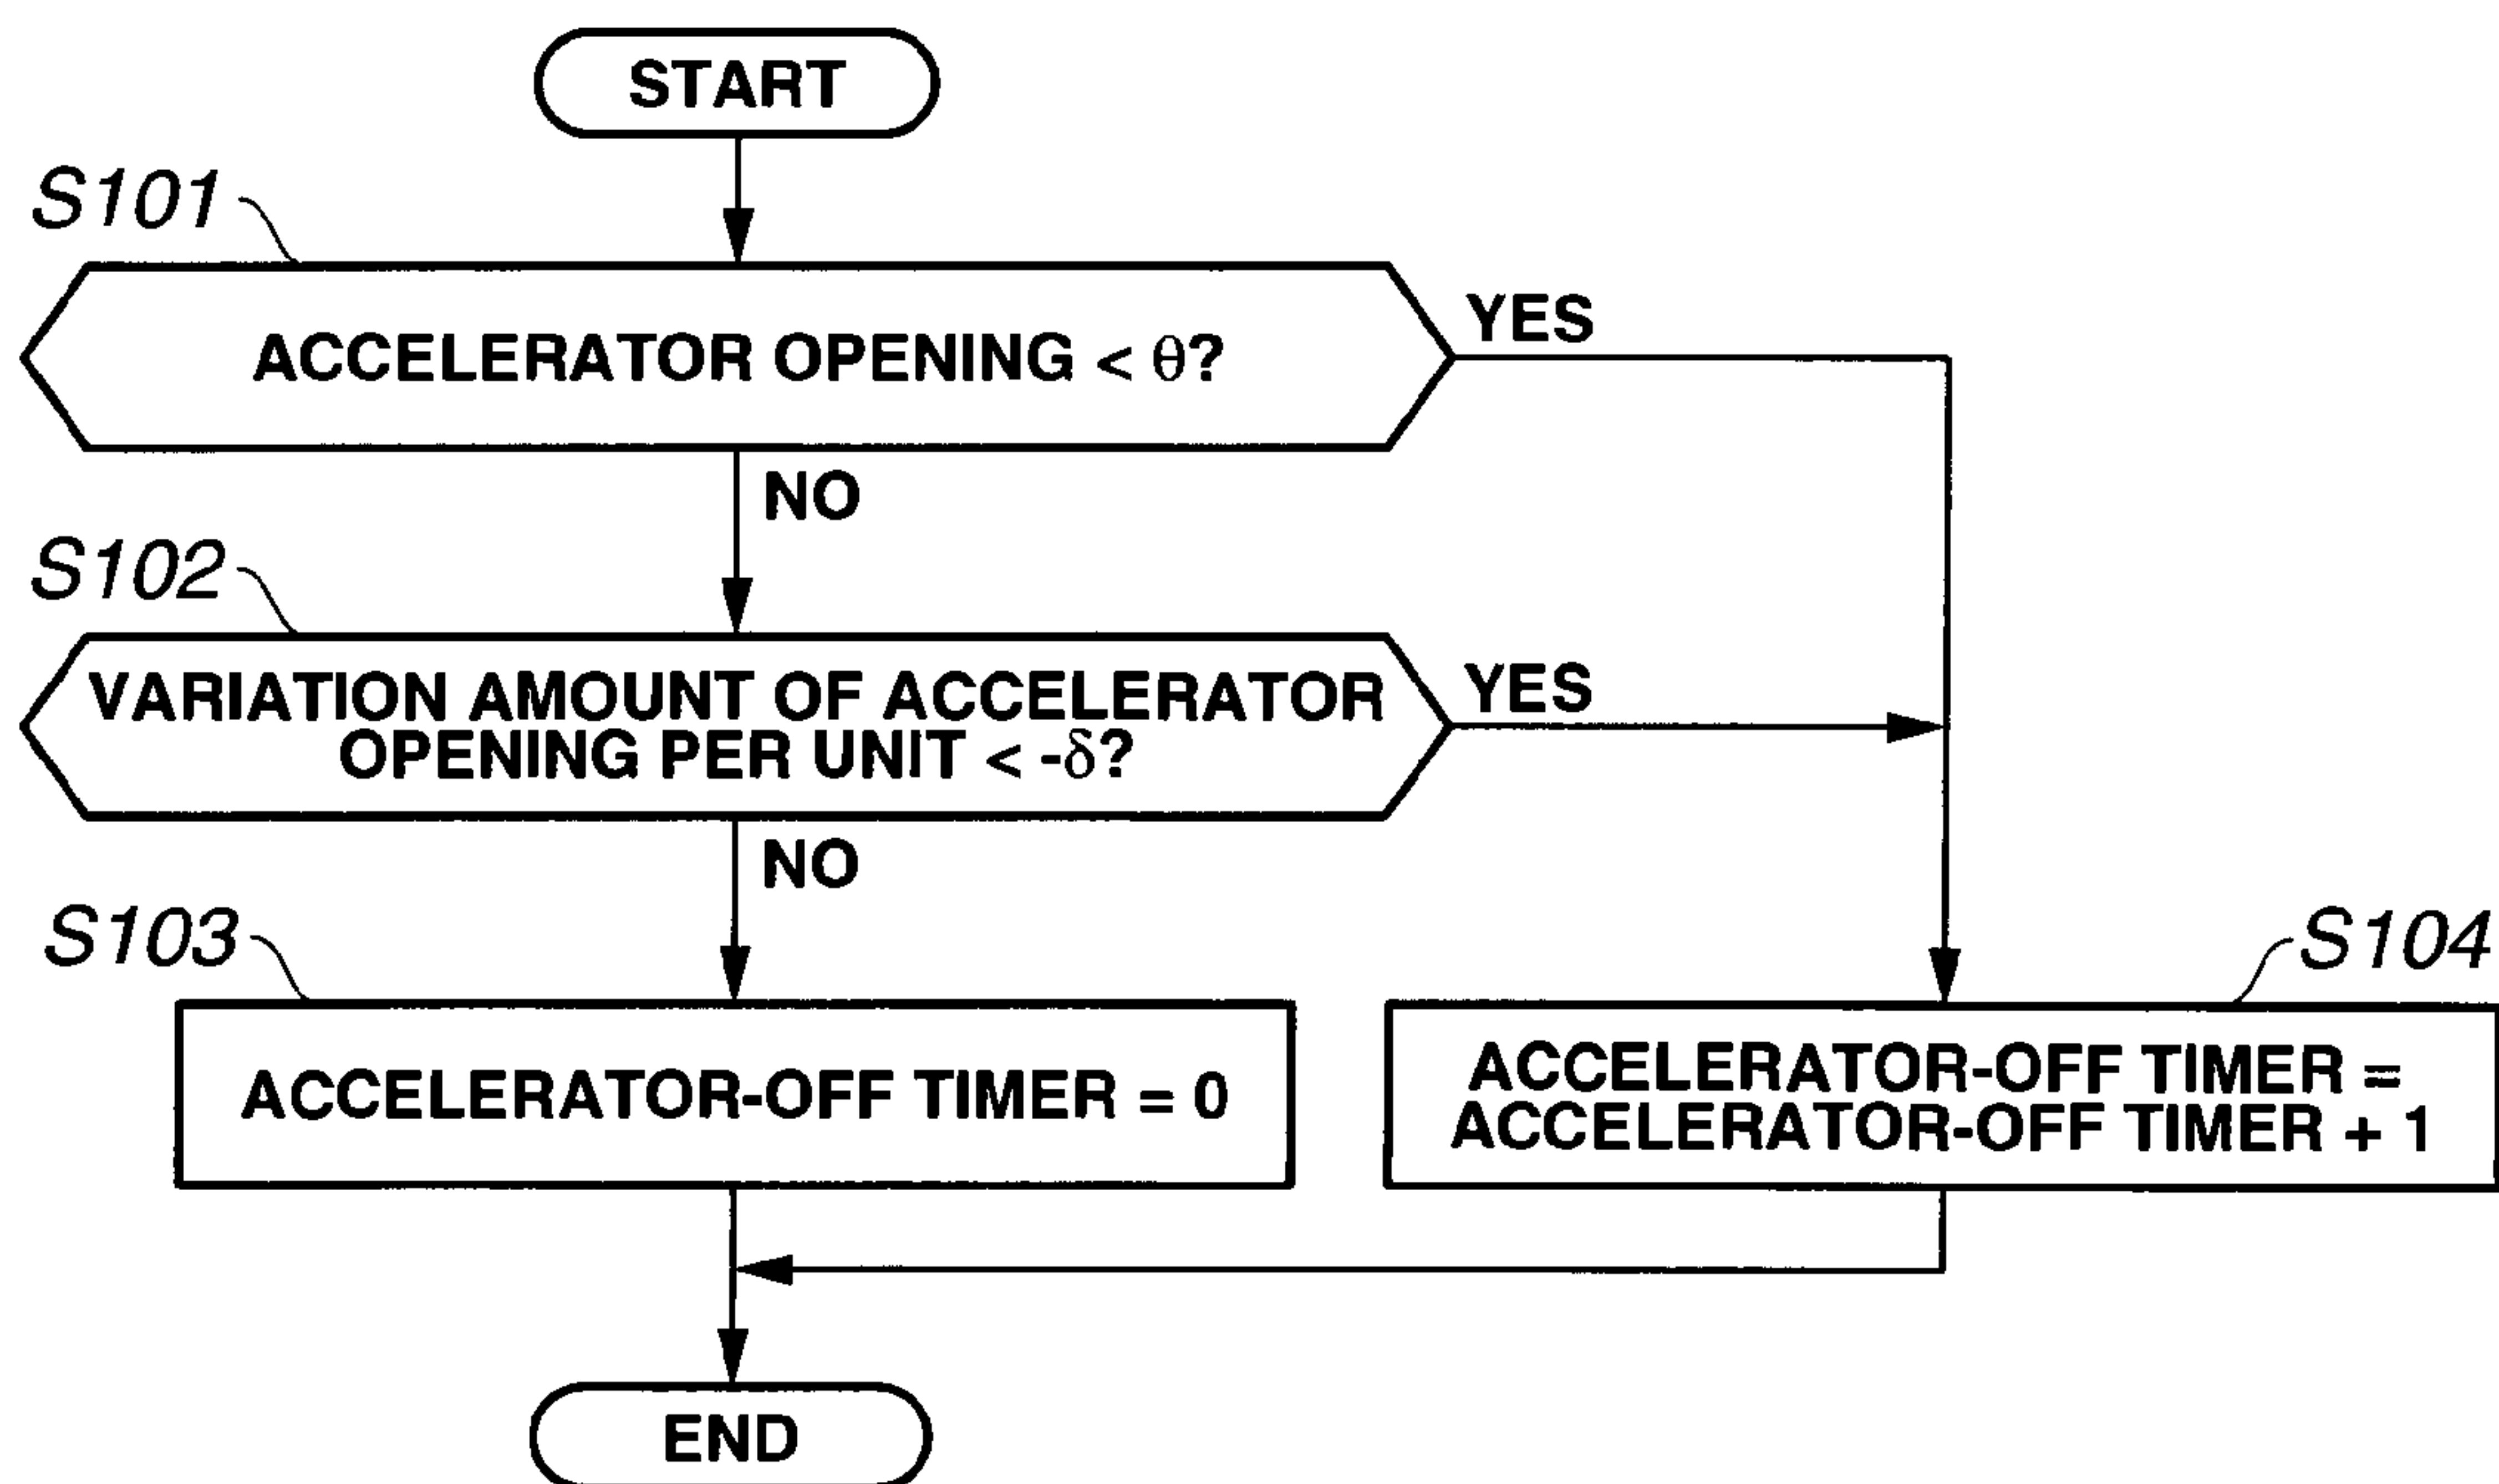 START
S101
ACCELERATOR OPENING < θ?
YES
NO
S102
VARIATION AMOUNT OF ACCELERATOR
OPENING PER UNIT < -δ?
YES
NO
S103
ACCELERATOR-OFF TIMER = 0
S104
ACCELERATOR-OFF TIMER =
ACCELERATOR-OFF TIMER + 1
END